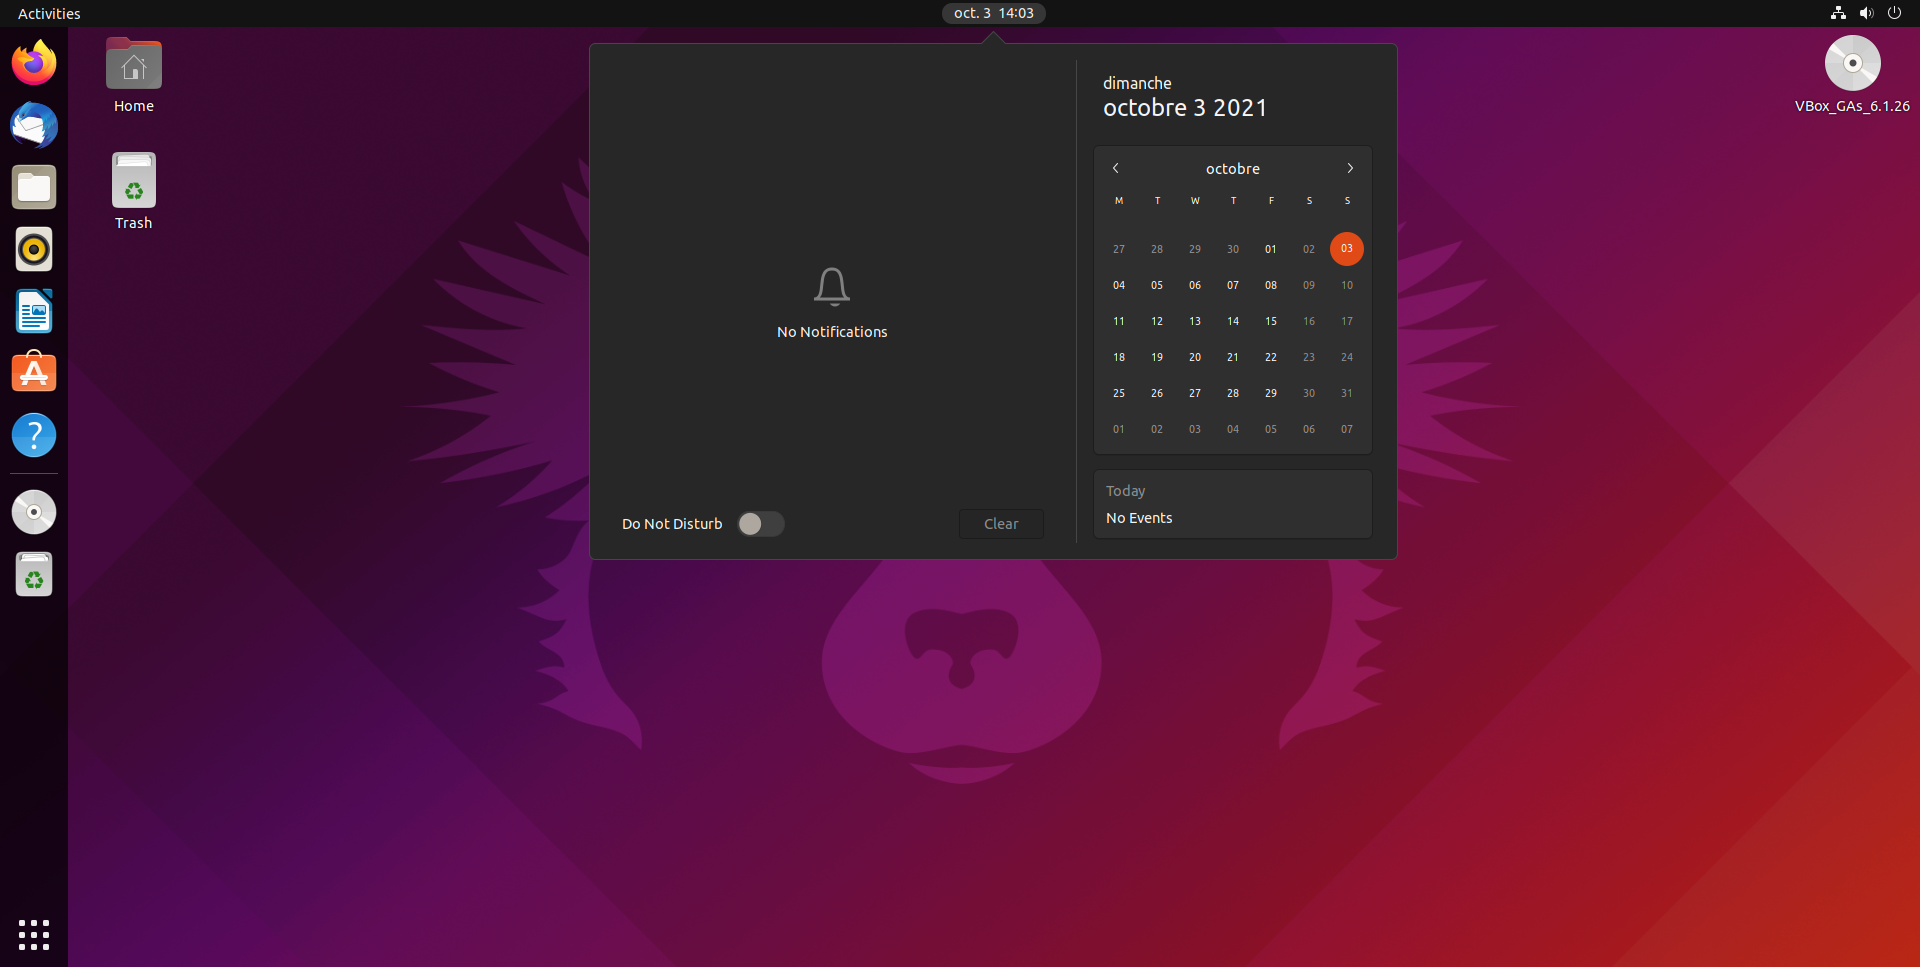 Activities
oct. 3 14:03
Home
Trash
VBox_GAs_6.1.26
No Notifications
Do Not Disturb
Clear
dimanche
octobre 3 2021
octobre
M T W T F S S
27 28 29 30 01 02 03
04 05 06 07 08 09 10
11 12 13 14 15 16 17
18 19 20 21 22 23 24
25 26 27 28 29 30 31
01 02 03 04 05 06 07
Today
No Events